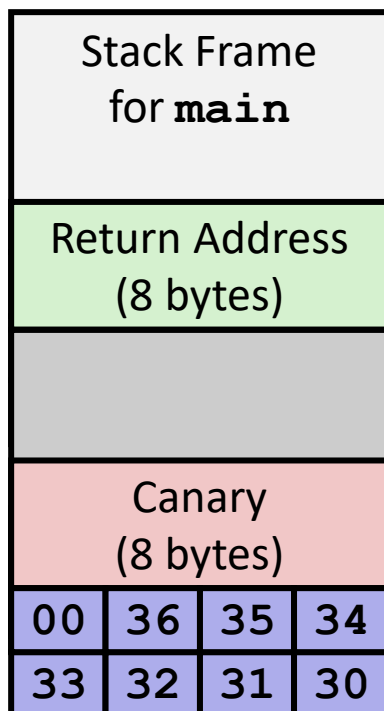 Stack Frame
for main
Return Address
(8 bytes)
Canary
(8 bytes)
00 36 35 34
33 32 31 30